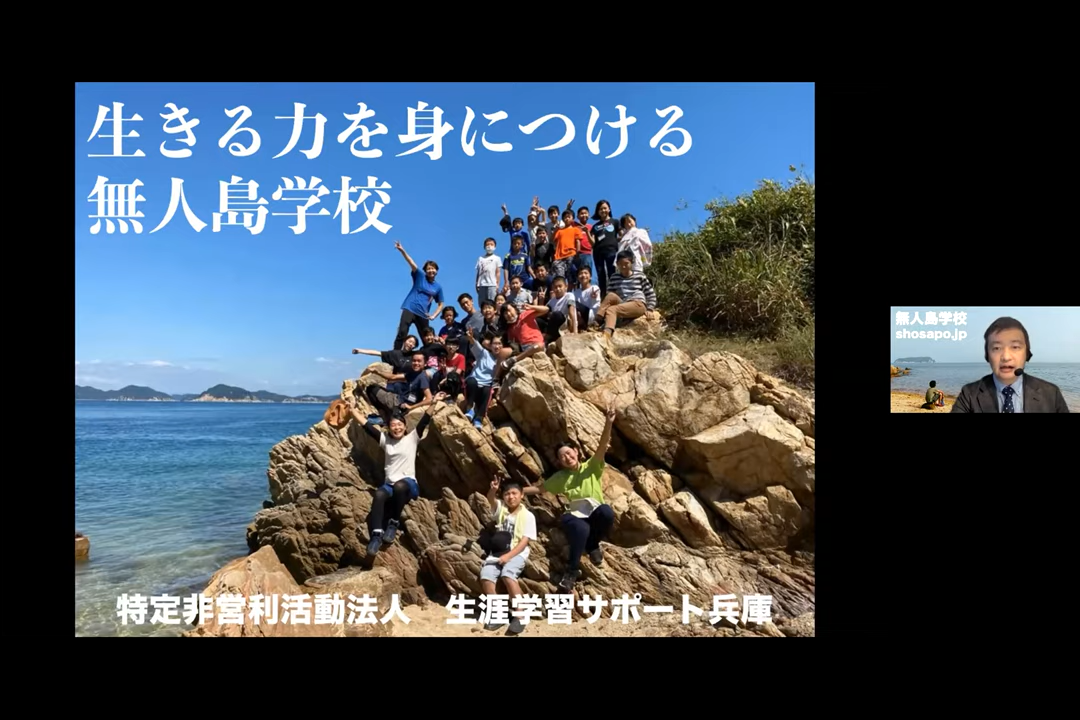 生きる力を身につける
無人島学校
特定非営利活動法人　生涯学習サポート兵庫
無人島学校
shosapo.jp